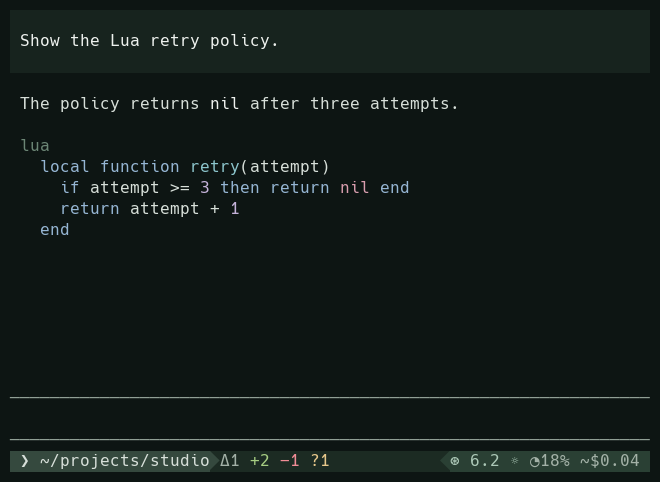 Show the Lua retry policy.
The policy returns nil after three attempts.
lua
local function retry(attempt)
if attempt >= 3 then return nil end
return attempt + 1
end
❯ ~/projects/studio Δ1 +2 −1 ?1 ⊛ 6.2 ☼ ◔18% ~$0.04